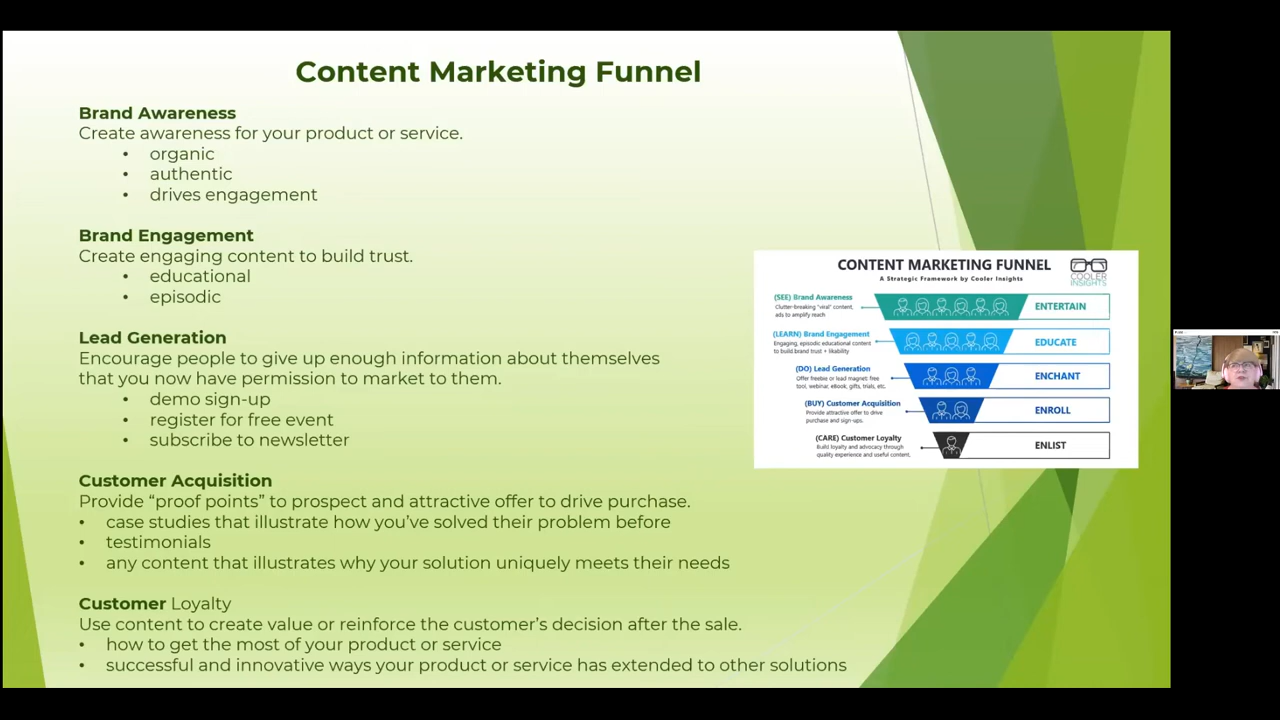 Content Marketing Funnel
Brand Awareness
Create awareness for your product or service.
• organic
• authentic
• drives engagement
Brand Engagement
Create engaging content to build trust.
• educational
• episodic
Lead Generation
Encourage people to give up enough information about themselves
that you now have permission to market to them.
• demo sign-up
• register for free event
• subscribe to newsletter
Customer Acquisition
Provide “proof points” to prospect and attractive offer to drive purchase.
• case studies that illustrate how you’ve solved their problem before
• testimonials
• any content that illustrates why your solution uniquely meets their needs
Customer Loyalty
Use content to create value or reinforce the customer’s decision after the sale.
• how to get the most of your product or service
• successful and innovative ways your product or service has extended to other solutions
CONTENT MARKETING FUNNEL
A Strategic Framework by Cooler Insights
COOLER
INSIGHTS
(SEE) Brand Awareness
Clutter-breaking "viral" content,
ads to amplify reach
ENTERTAIN
(LEARN) Brand Engagement
Engaging, episodic educational content
to build brand trust + likability
EDUCATE
(DO) Lead Generation
Offer freebie or lead magnet: free
tool, webinar, eBook, gifts, trials, etc.
ENCHANT
(BUY) Customer Acquisition
Provide attractive offer to drive
purchase and sign-ups.
ENROLL
(CARE) Customer Loyalty
Build loyalty and advocacy through
quality experience and useful content.
ENLIST